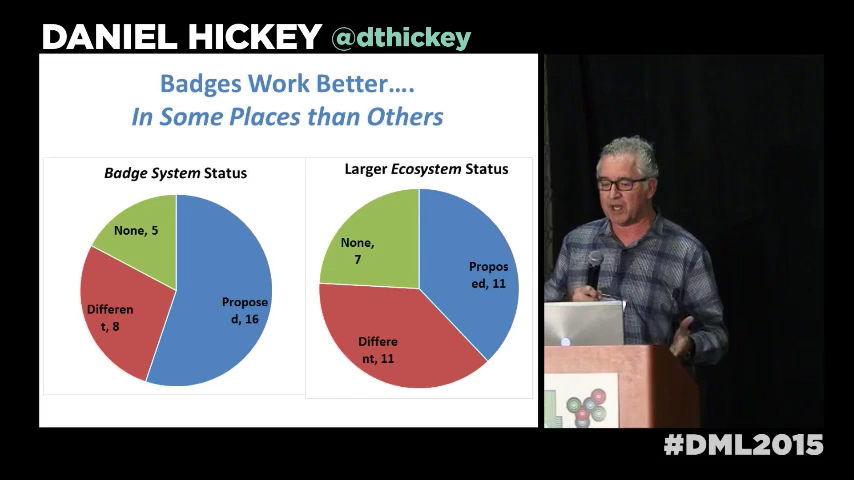 DANIEL HICKEY @dthickey
Badges Work Better....
In Some Places than Others
Badge System Status
Larger Ecosystem Status
None, 5
Differen
t, 8
Propose
d, 16
None,
7
Propos
ed, 11
Differe
nt, 11
#DML2015